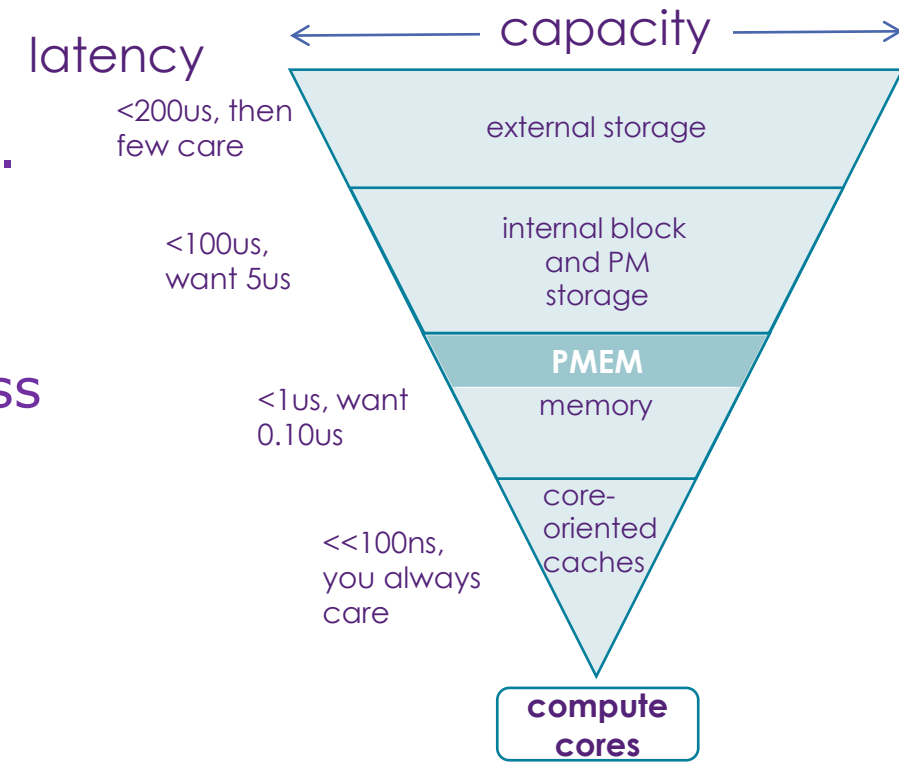 capacity
latency
<200us, then
few care
external storage
.
<100us,
want 5us
internal block
and PM
storage
PMEM
ss
<1us, want
0.10us
memory
core-
oriented
caches
<<100ns,
you always
care
compute
cores